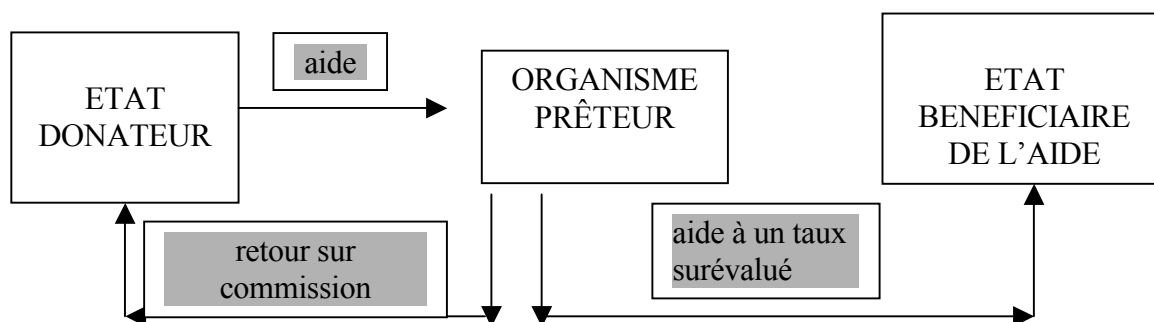 ETAT
DONATEUR
aide
ORGANISME
PRÊTEUR
ETAT
BENEFICIAIRE
DE L’AIDE
retour sur
commission
aide à un taux
surévalué